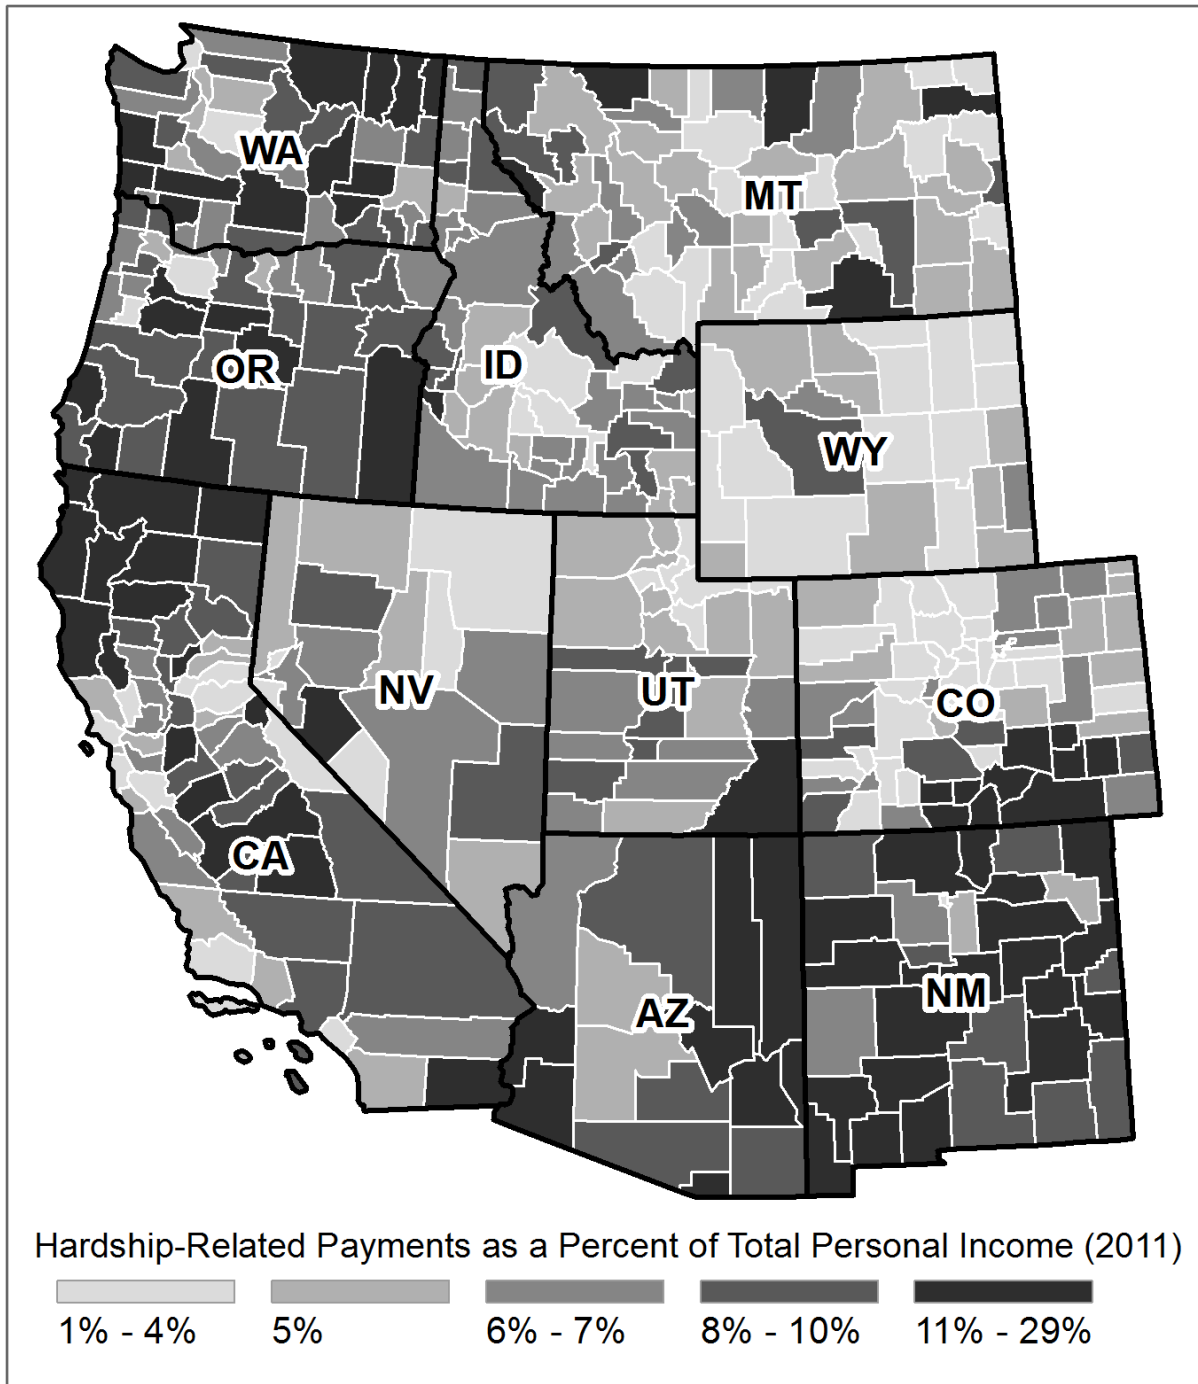 WA
MT
OR
ID
WY
NV
UT
CO
CA
AZ
NM
Hardship-Related Payments as a Percent of Total Personal Income (2011)
1% - 4%
5%
6% - 7%
8% - 10%
11% - 29%